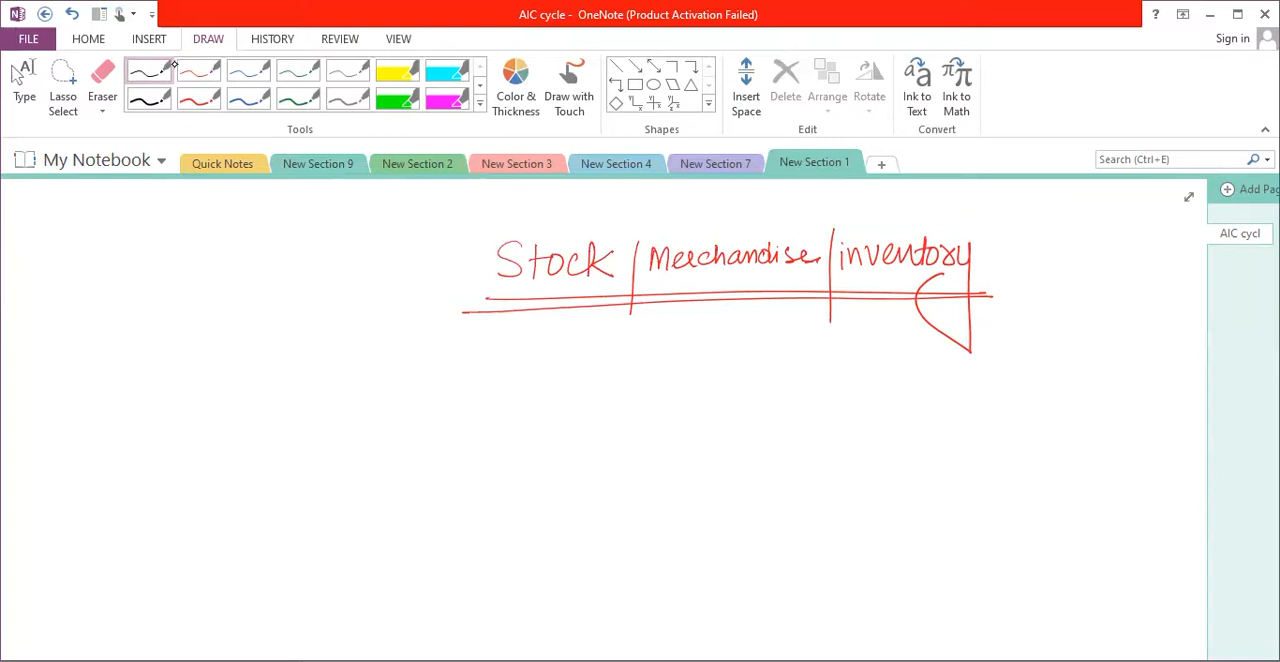 AIC cycle - OneNote (Product Activation Failed)
?
FILE HOME INSERT DRAW HISTORY REVIEW VIEW Sign in
Type Lasso Select Eraser Color & Thickness Draw with Touch Insert Space Delete Arrange Rotate Ink to Text Ink to Math
Tools Shapes Edit Convert
My Notebook Quick Notes New Section 9 New Section 2 New Section 3 New Section 4 New Section 7 New Section 1 Search (Ctrl+E)
Add Pag
AIC cycl
Stock / Merchandise / inventory